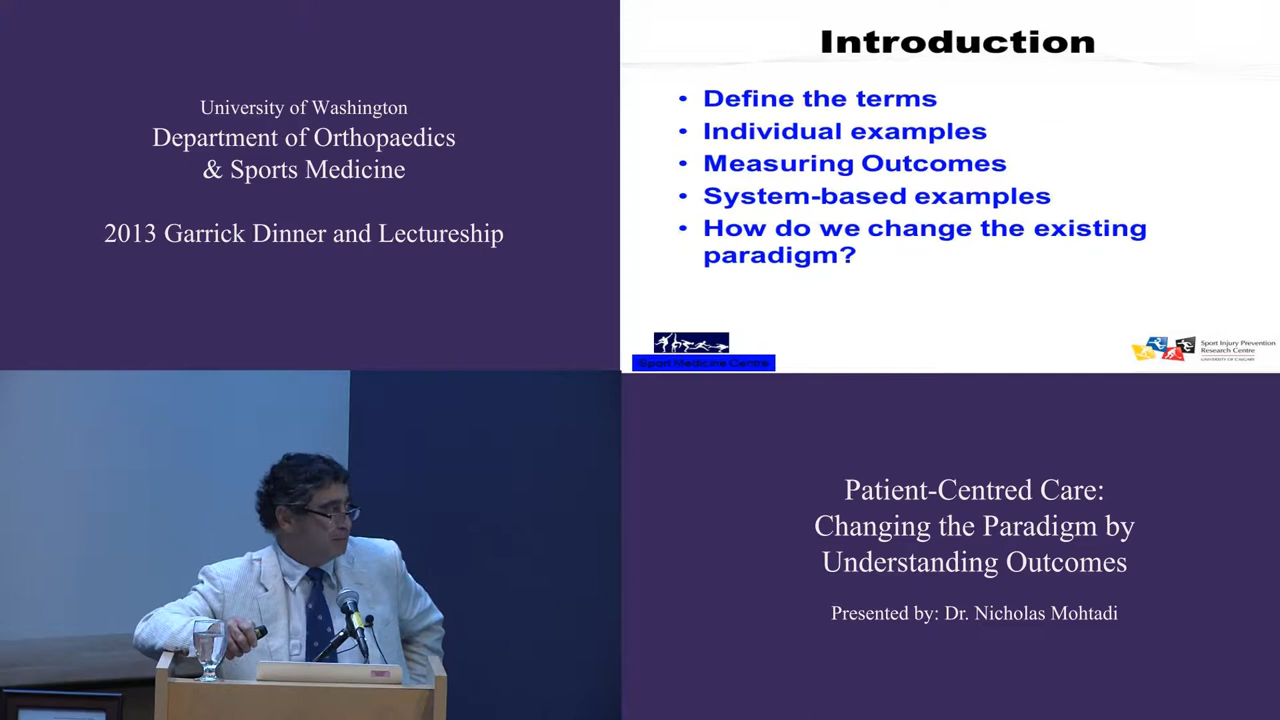 University of Washington
Department of Orthopaedics
& Sports Medicine
2013 Garrick Dinner and Lectureship
Introduction
• Define the terms
• Individual examples
• Measuring Outcomes
• System-based examples
• How do we change the existing
paradigm?
Sport Medicine Centre
Sport Injury Prevention
Research Centre
UNIVERSITY OF CALGARY
Patient-Centred Care:
Changing the Paradigm by
Understanding Outcomes
Presented by: Dr. Nicholas Mohtadi